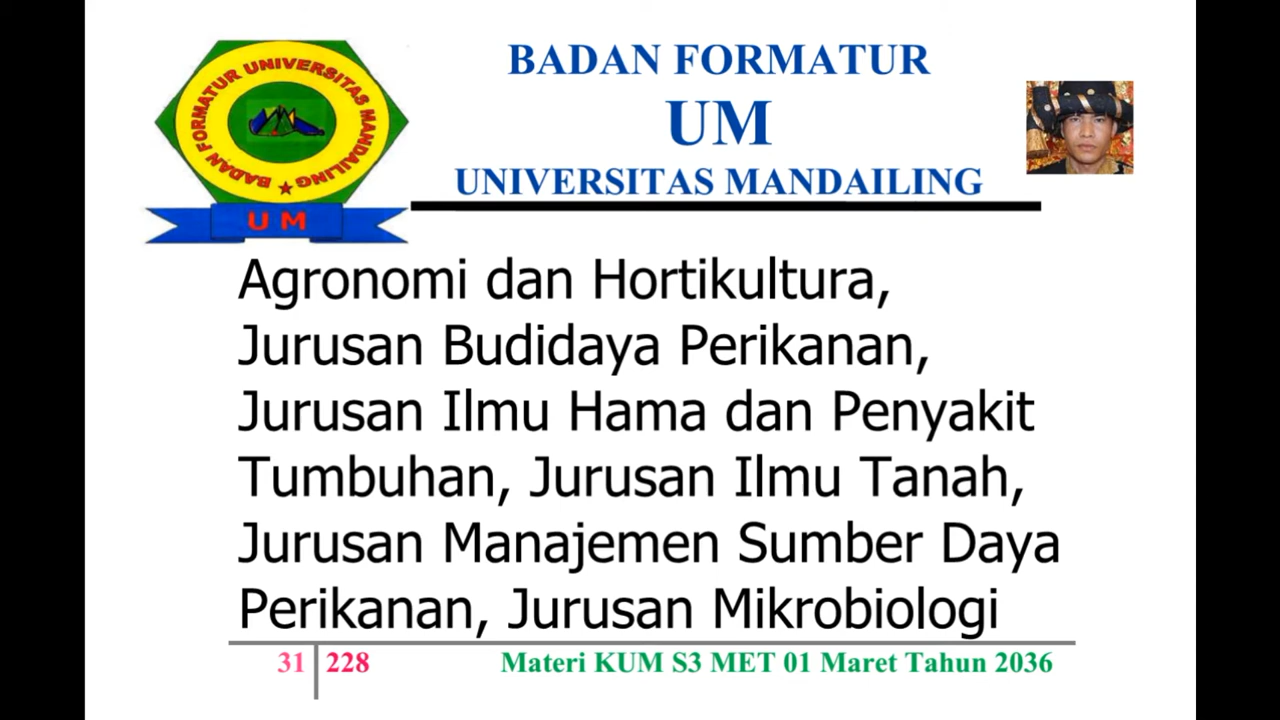 BADAN FORMATUR UNIVERSITAS MANDAILING
U M
BADAN FORMATUR
UM
UNIVERSITAS MANDAILING
Agronomi dan Hortikultura,
Jurusan Budidaya Perikanan,
Jurusan Ilmu Hama dan Penyakit
Tumbuhan, Jurusan Ilmu Tanah,
Jurusan Manajemen Sumber Daya
Perikanan, Jurusan Mikrobiologi
31 228 Materi KUM S3 MET 01 Maret Tahun 2036